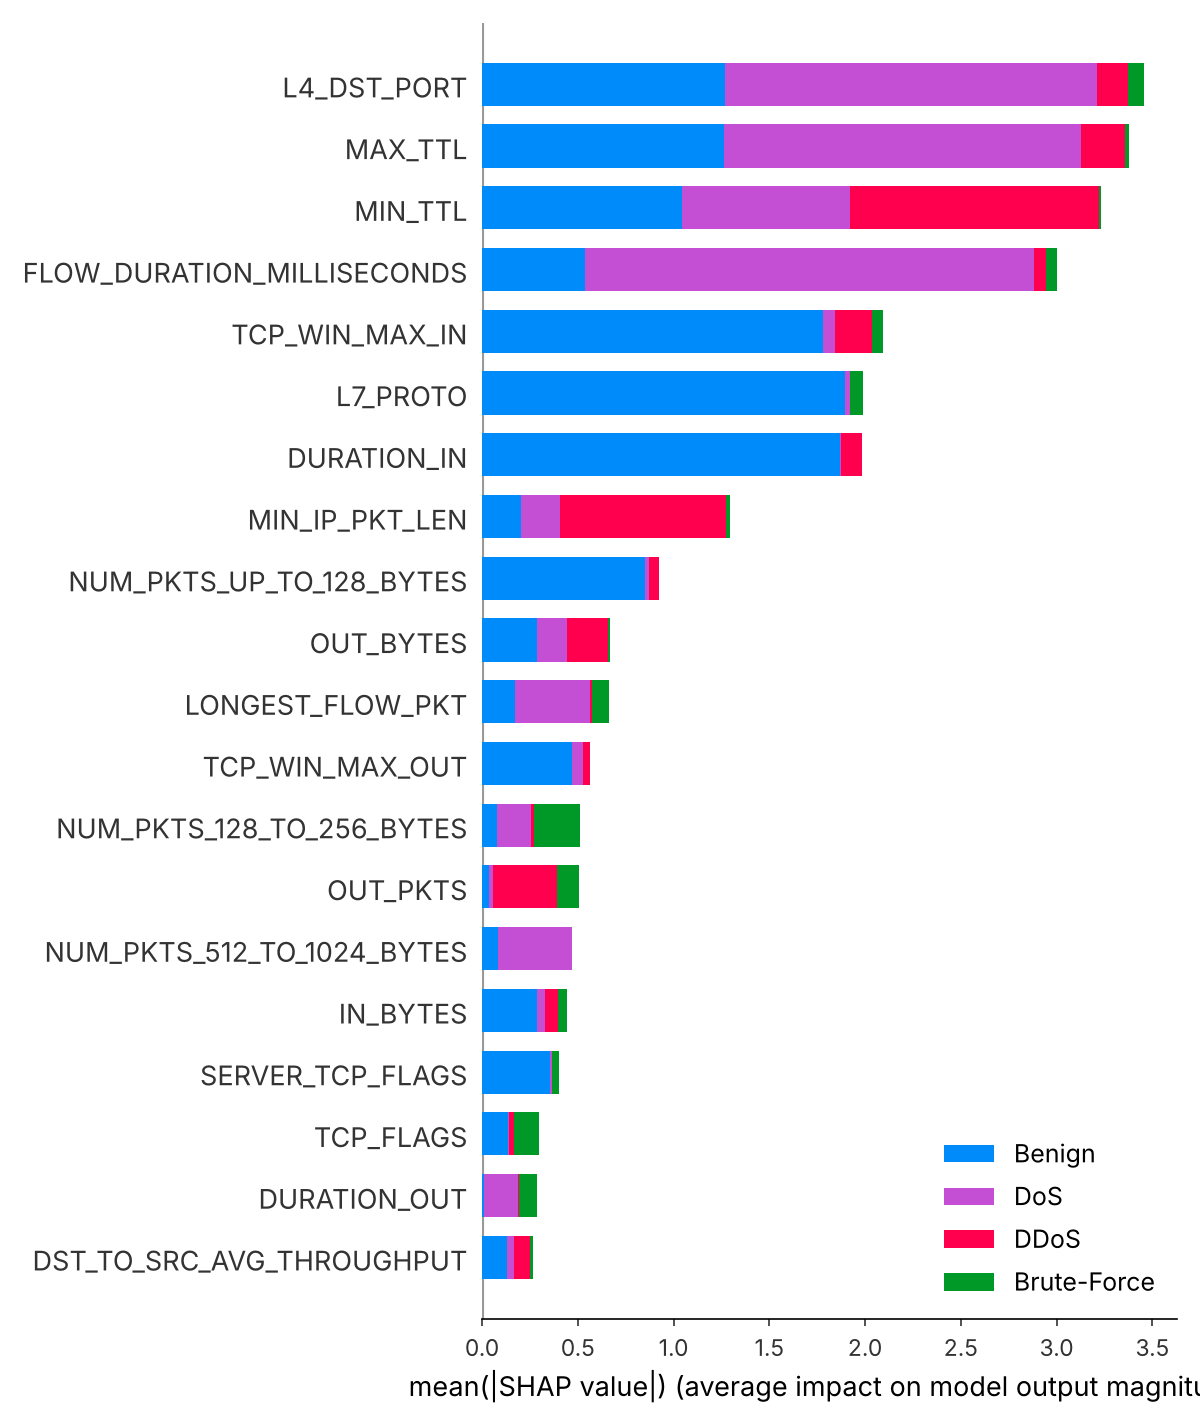 L4_DST_PORT
MAX_TTL
MIN_TTL
FLOW_DURATION_MILLISECONDS
TCP_WIN_MAX_IN
L7_PROTO
DURATION_IN
MIN_IP_PKT_LEN
NUM_PKTS_UP_TO_128_BYTES
OUT_BYTES
LONGEST_FLOW_PKT
TCP_WIN_MAX_OUT
NUM_PKTS_128_TO_256_BYTES
OUT_PKTS
NUM_PKTS_512_TO_1024_BYTES
IN_BYTES
SERVER_TCP_FLAGS
TCP_FLAGS
DURATION_OUT
DST_TO_SRC_AVG_THROUGHPUT
Benign
DoS
DDoS
Brute-Force
0.0 0.5 1.0 1.5 2.0 2.5 3.0 3.5
mean(|SHAP value|) (average impact on model output